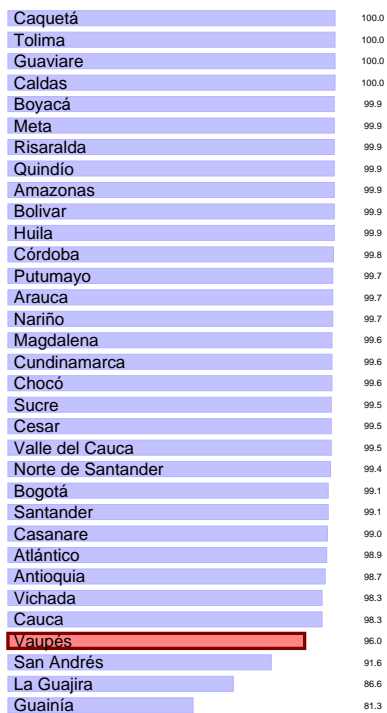 Caquetá 100.0
Tolima 100.0
Guaviare 100.0
Caldas 100.0
Boyacá 99.9
Meta 99.9
Risaralda 99.9
Quindío 99.9
Amazonas 99.9
Bolivar 99.9
Huila 99.9
Córdoba 99.8
Putumayo 99.7
Arauca 99.7
Nariño 99.7
Magdalena 99.6
Cundinamarca 99.6
Chocó 99.6
Sucre 99.5
Cesar 99.5
Valle del Cauca 99.5
Norte de Santander 99.4
Bogotá 99.1
Santander 99.1
Casanare 99.0
Atlántico 98.9
Antioquia 98.7
Vichada 98.3
Cauca 98.3
Vaupés 96.0
San Andrés 91.6
La Guajira 86.6
Guainía 81.3